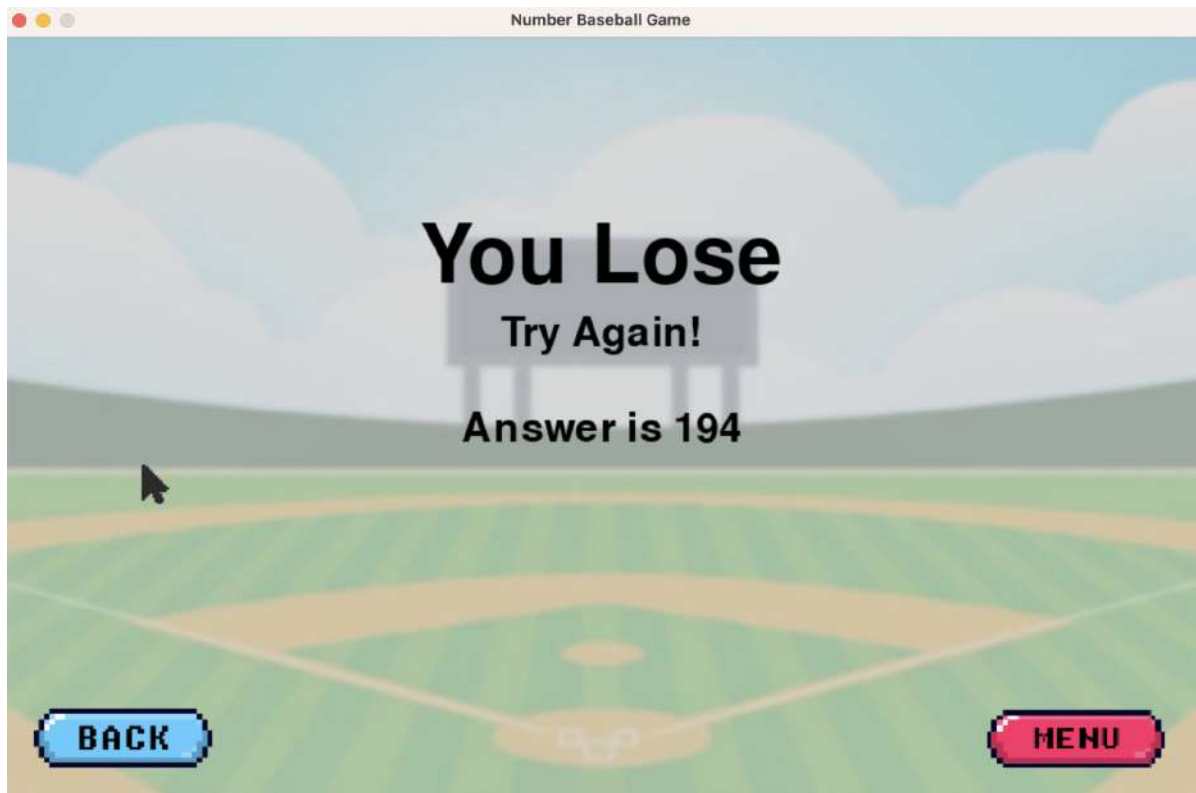 Number Baseball Game
You Lose
Try Again!
Answer is 194
BACK
MENU